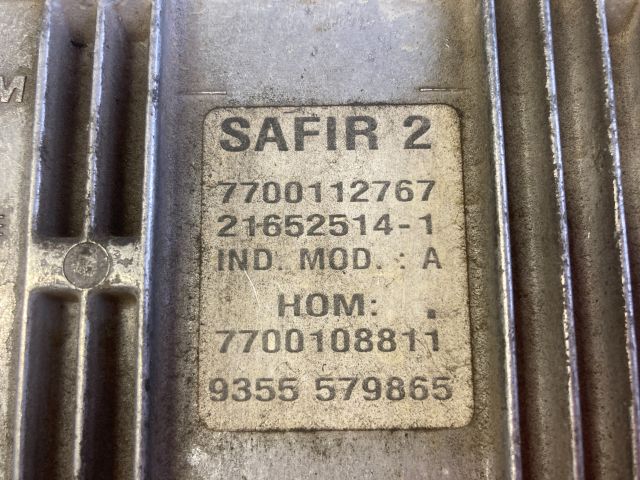 SAFIR 2
7700112767
21652514-1
IND. MOD. : A
HOM: .
7700108811
9355 579865
M